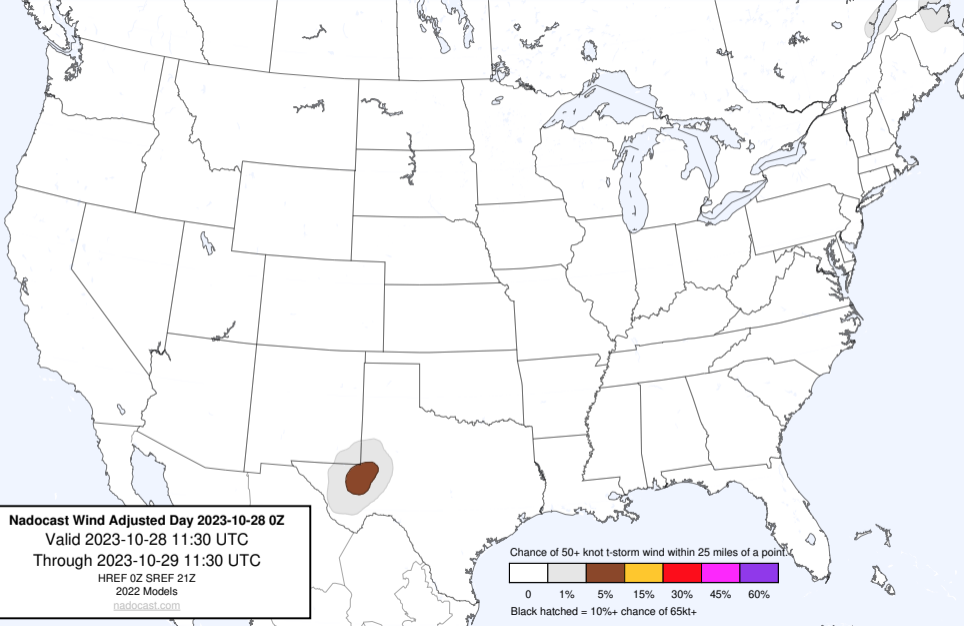 Nadocast Wind Adjusted Day 2023-10-28 0Z
Valid 2023-10-28 11:30 UTC
Through 2023-10-29 11:30 UTC
HREF 0Z SREF 21Z
2022 Models
nadocast.com
Chance of 50+ knot t-storm wind within 25 miles of a point.
0 1% 5% 15% 30% 45% 60%
Black hatched = 10%+ chance of 65kt+